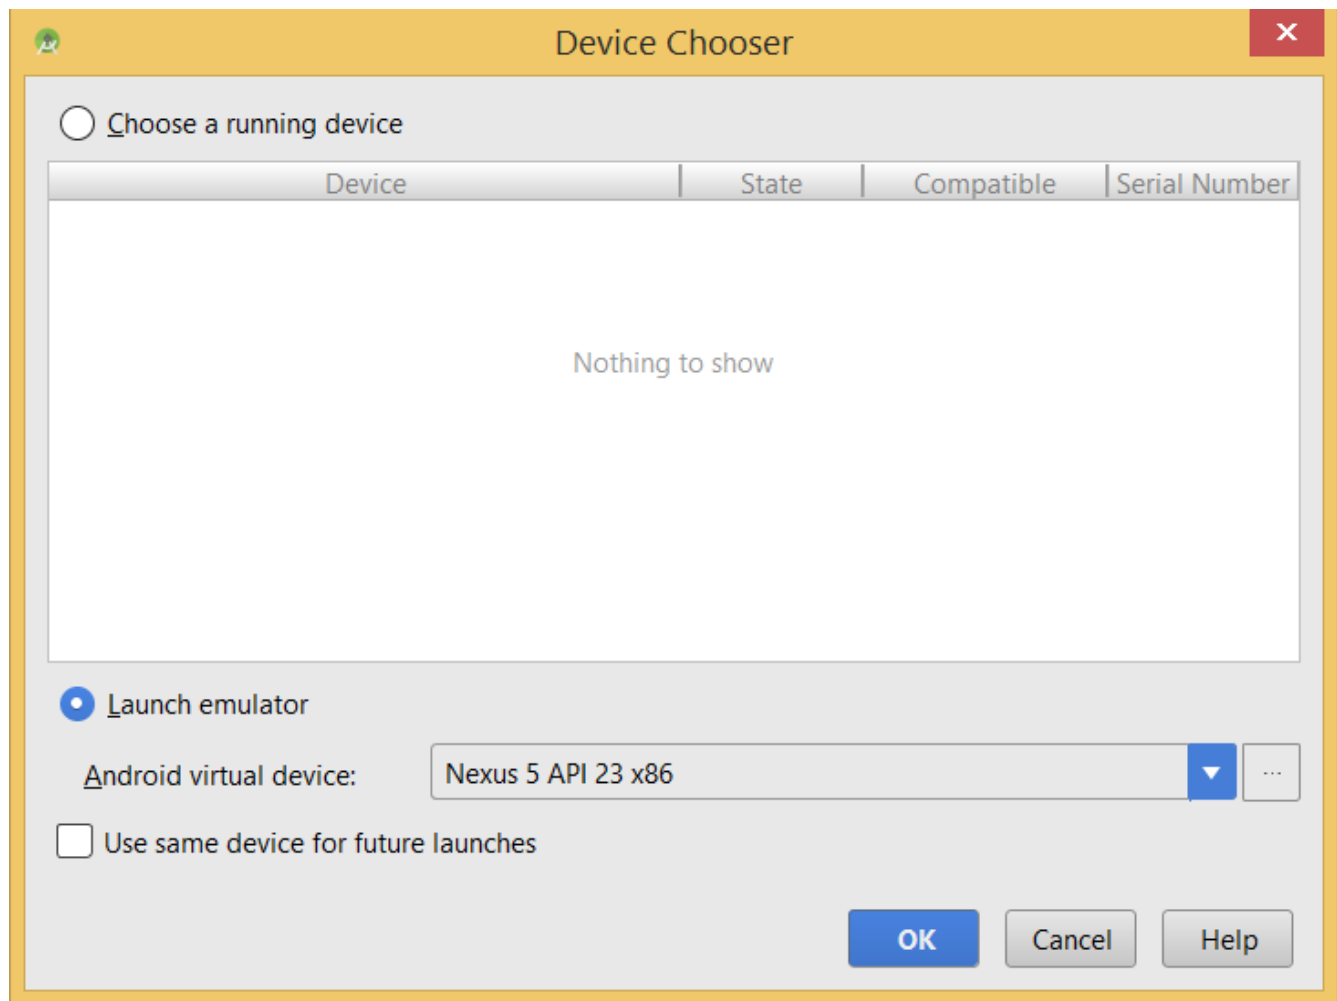 Device Chooser
Choose a running device
Device State Compatible Serial Number
Nothing to show
Launch emulator
Android virtual device: Nexus 5 API 23 x86 ...
Use same device for future launches
OK Cancel Help